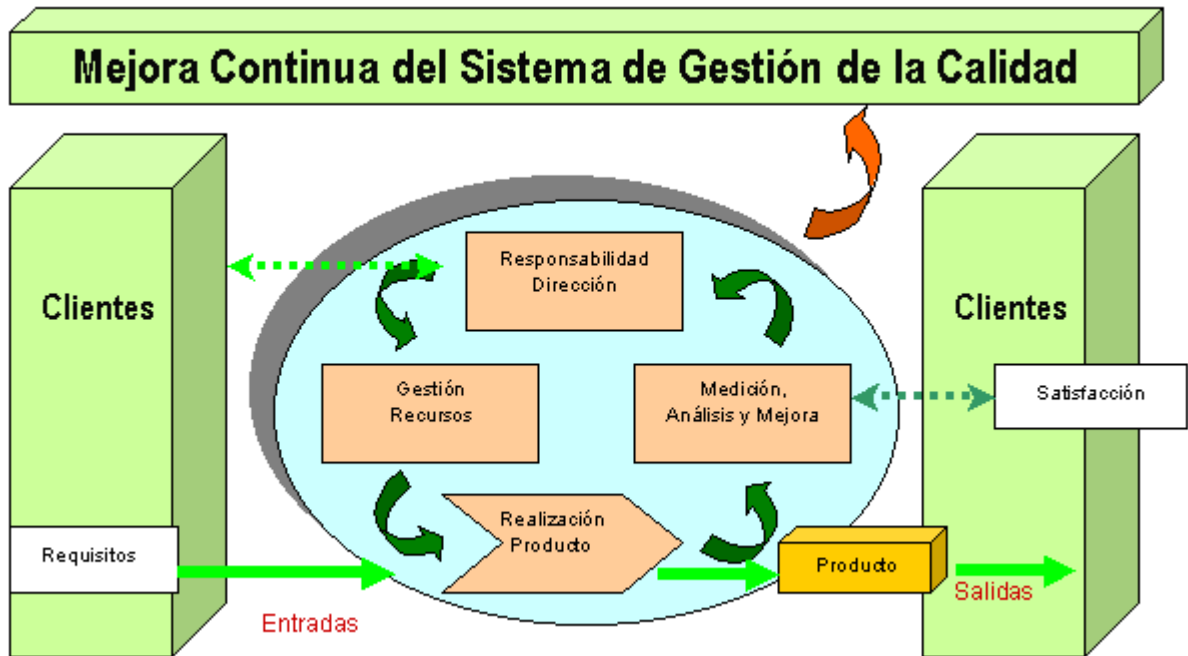 Mejora Continua del Sistema de Gestión de la Calidad
Clientes
Responsabilidad
Dirección
Clientes
Gestión
Recursos
Medición,
Análisis y Mejora
Satisfacción
Requisitos
Realización
Producto
Producto
Entradas
Salidas